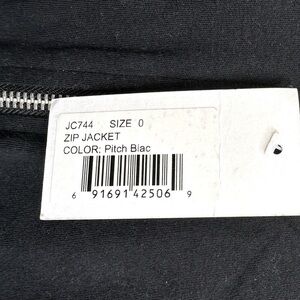 JC744 SIZE 0
ZIP JACKET
COLOR: Pitch Blac
6 91691 42506 9